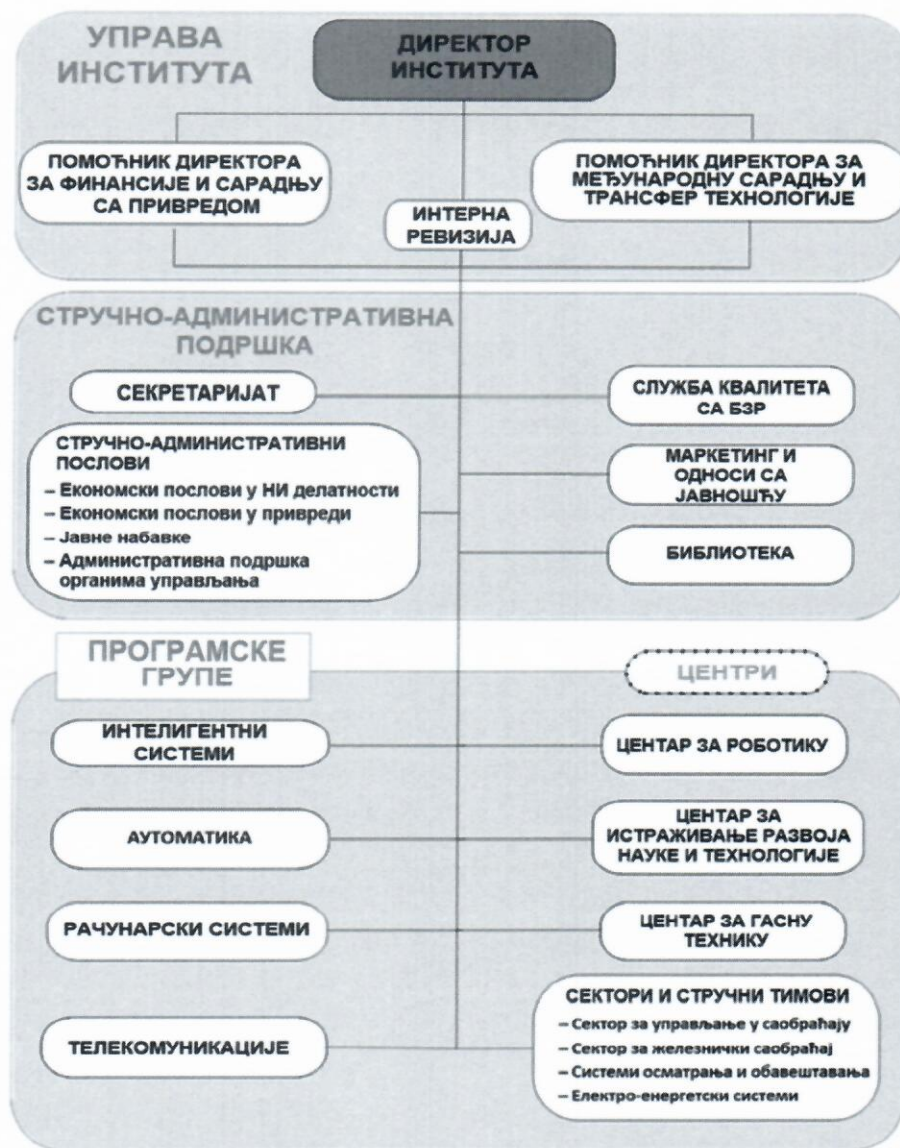 УПРАВА
ИНСТИТУТА
ДИРЕКТОР
ИНСТИТУТА
ПОМОЋНИК ДИРЕКТОРА
ЗА ФИНАНСИЈЕ И САРАДЊУ
СА ПРИВРЕДОМ
ПОМОЋНИК ДИРЕКТОРА ЗА
МЕЂУНАРОДНУ САРАДЊУ И
ТРАНСФЕР ТЕХНОЛОГИЈЕ
ИНТЕРНА
РЕВИЗИЈА
СТРУЧНО-АДМИНИСТРАТИВНА
ПОДРШКА
СЕКРЕТАРИЈАТ
СТРУЧНО-АДМИНИСТРАТИВНИ
ПОСЛОВИ
– Економски послови у НИ делатности
– Економски послови у привреди
– Јавне набавке
– Административна подршка
органима управљања
СЛУЖБА КВАЛИТЕТА
СА БЗР
МАРКЕТИНГ И
ОДНОСИ СА
ЈАВНОШЋУ
БИБЛИОТЕКА
ПРОГРАМСКЕ
ГРУПЕ
ИНТЕЛИГЕНТНИ
СИСТЕМИ
АУТОМАТИКА
РАЧУНАРСКИ СИСТЕМИ
ТЕЛЕКОМУНИКАЦИЈЕ
ЦЕНТРИ
ЦЕНТАР ЗА РОБОТИКУ
ЦЕНТАР ЗА
ИСТРАЖИВАЊЕ РАЗВОЈА
НАУКЕ И ТЕХНОЛОГИЈЕ
ЦЕНТАР ЗА ГАСНУ
ТЕХНИКУ
СЕКТОРИ И СТРУЧНИ ТИМОВИ
– Сектор за управљање у саобраћају
– Сектор за железнички саобраћај
– Системи осматрања и обавештавања
– Електро-енергетски системи